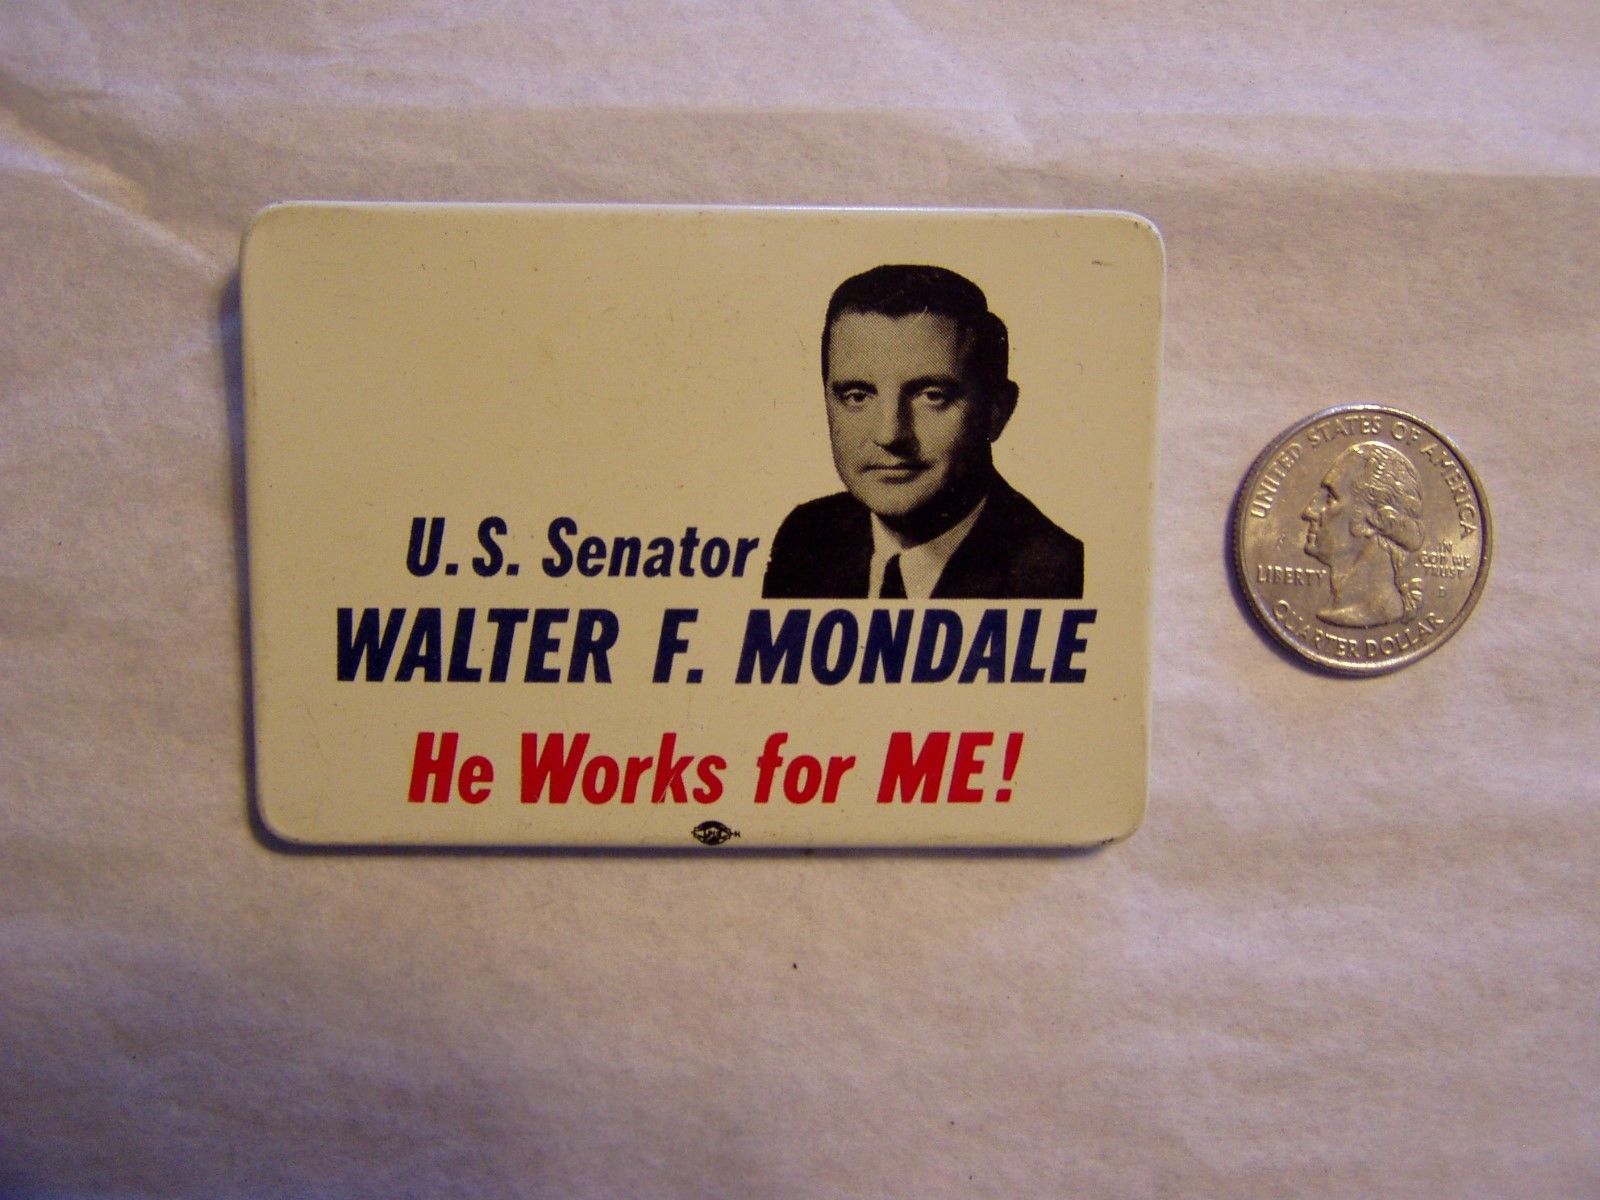 U.S. Senator
WALTER F. MONDALE
He Works for ME!
UNITED STATES OF AMERICA
LIBERTY
IN
GOD WE
TRUST
D
QUARTER DOLLAR